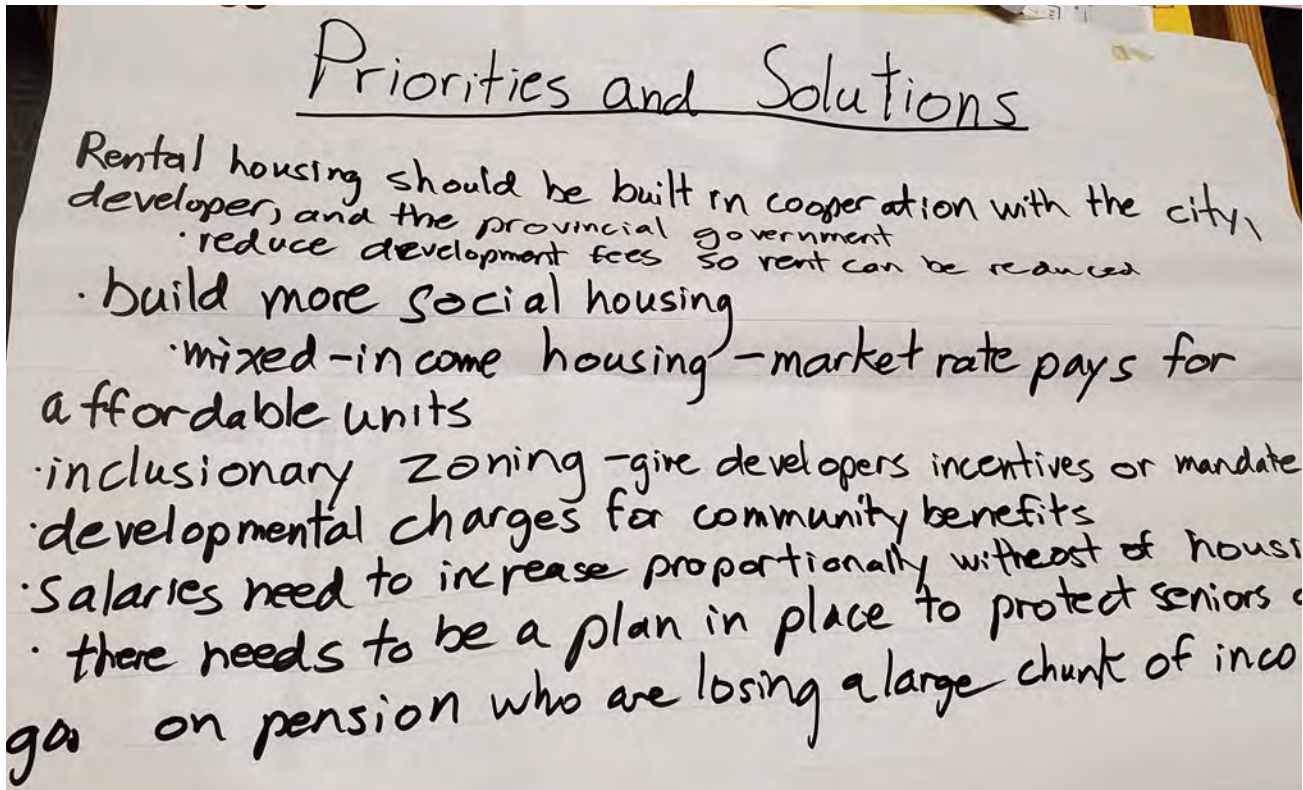 Priorities and Solutions
Rental housing should be built in cooperation with the city,
developer, and the provincial government
· reduce development fees so rent can be reduced
· build more social housing
· mixed-income housing - market rate pays for
affordable units
· inclusionary zoning - give developers incentives or mandate
· developmental charges for community benefits
· Salaries need to increase proportionally with cost of housi
· there needs to be a plan in place to protect seniors
on pension who are losing a large chunk of inco